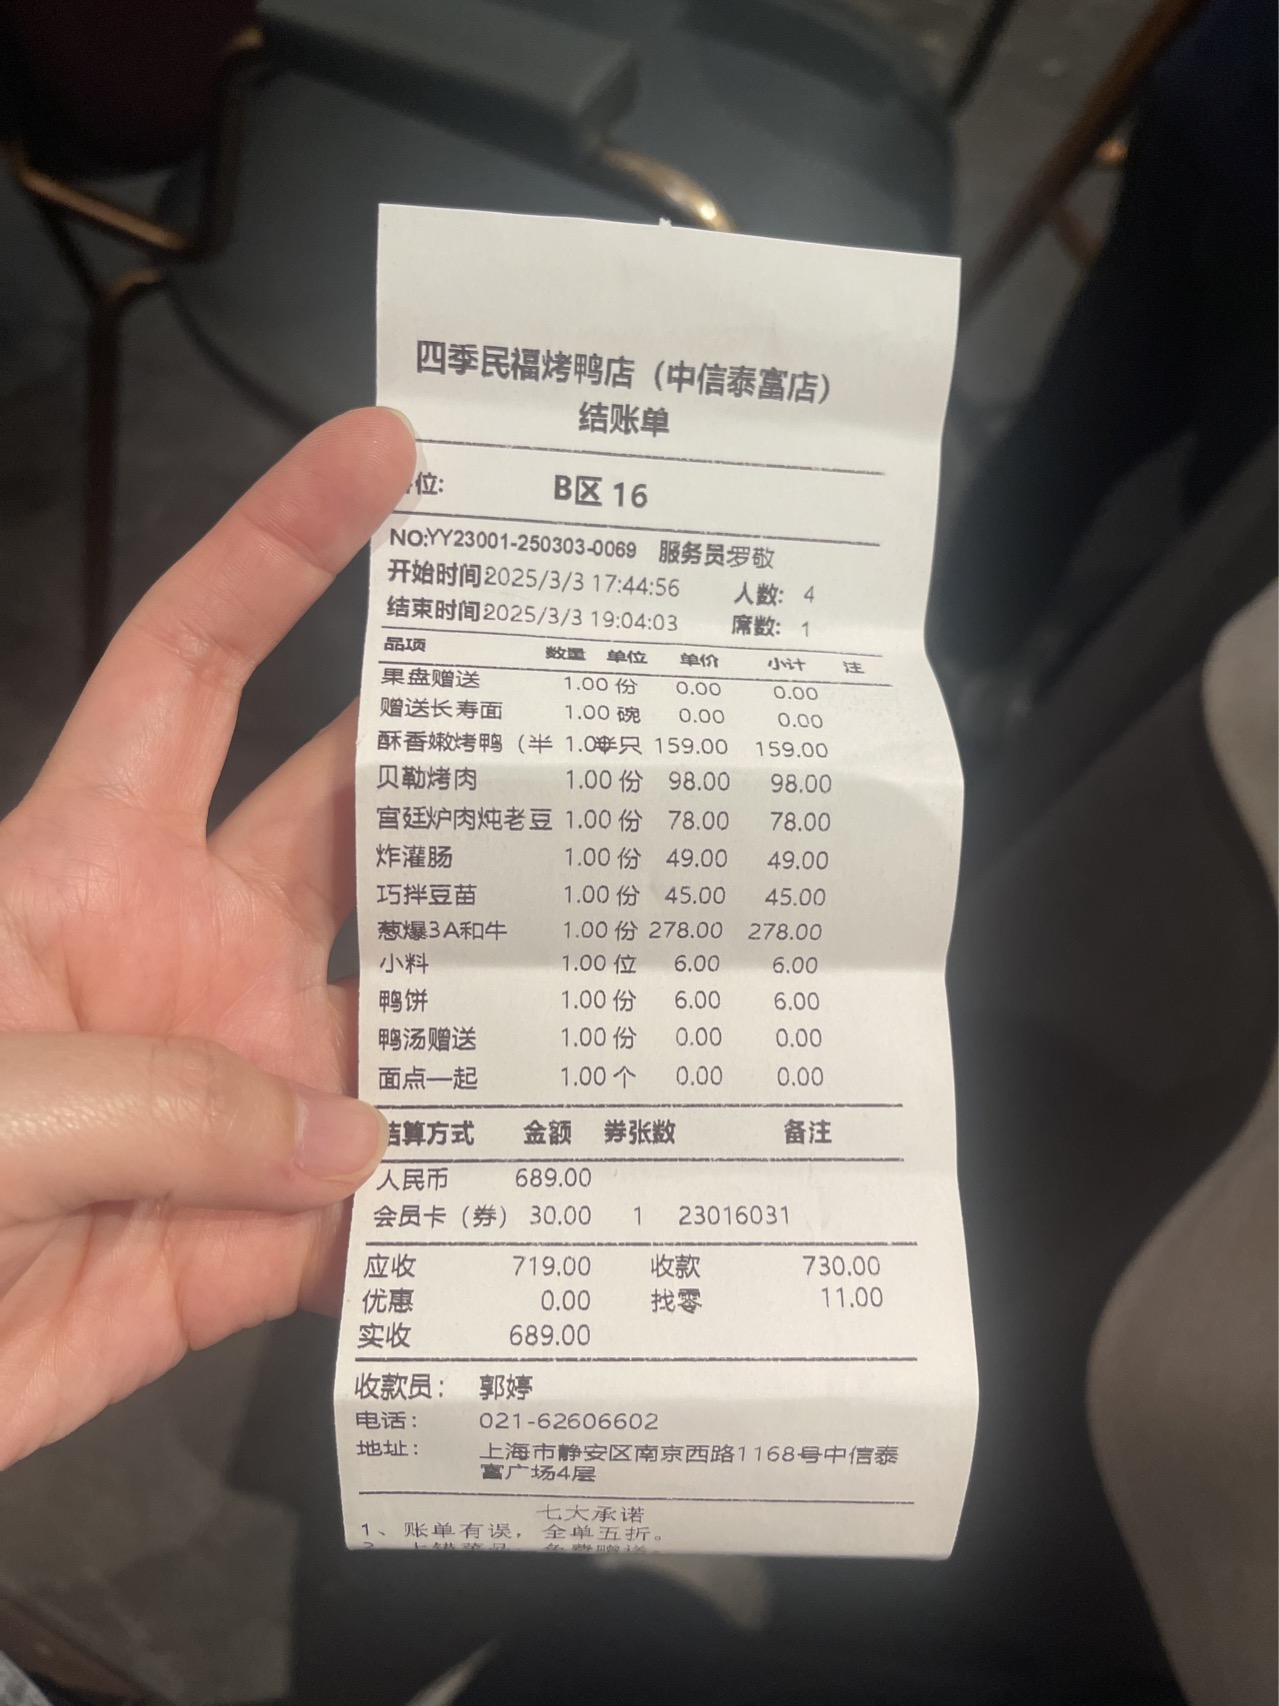 四季民福烤鸭店（中信泰富店）
结账单
位: B区 16
NO:YY23001-250303-0069 服务员罗敬
开始时间2025/3/3 17:44:56 人数: 4
结束时间2025/3/3 19:04:03 席数: 1
品项 数量 单位 单价 小计 注
果盘赠送 1.00 份 0.00 0.00
赠送长寿面 1.00 碗 0.00 0.00
酥香嫩烤鸭（半 1.00半只 159.00 159.00
贝勒烤肉 1.00 份 98.00 98.00
宫廷炉肉炖老豆 1.00 份 78.00 78.00
炸灌肠 1.00 份 49.00 49.00
巧拌豆苗 1.00 份 45.00 45.00
葱爆3A和牛 1.00 份 278.00 278.00
小料 1.00 位 6.00 6.00
鸭饼 1.00 份 6.00 6.00
鸭汤赠送 1.00 份 0.00 0.00
面点一起 1.00 个 0.00 0.00
结算方式 金额 券张数 备注
人民币 689.00
会员卡（券） 30.00 1 23016031
应收 719.00 收款 730.00
优惠 0.00 找零 11.00
实收 689.00
收款员： 郭婷
电话： 021-62606602
地址： 上海市静安区南京西路1168号中信泰
富广场4层
七大承诺
1、账单有误，全单五折。